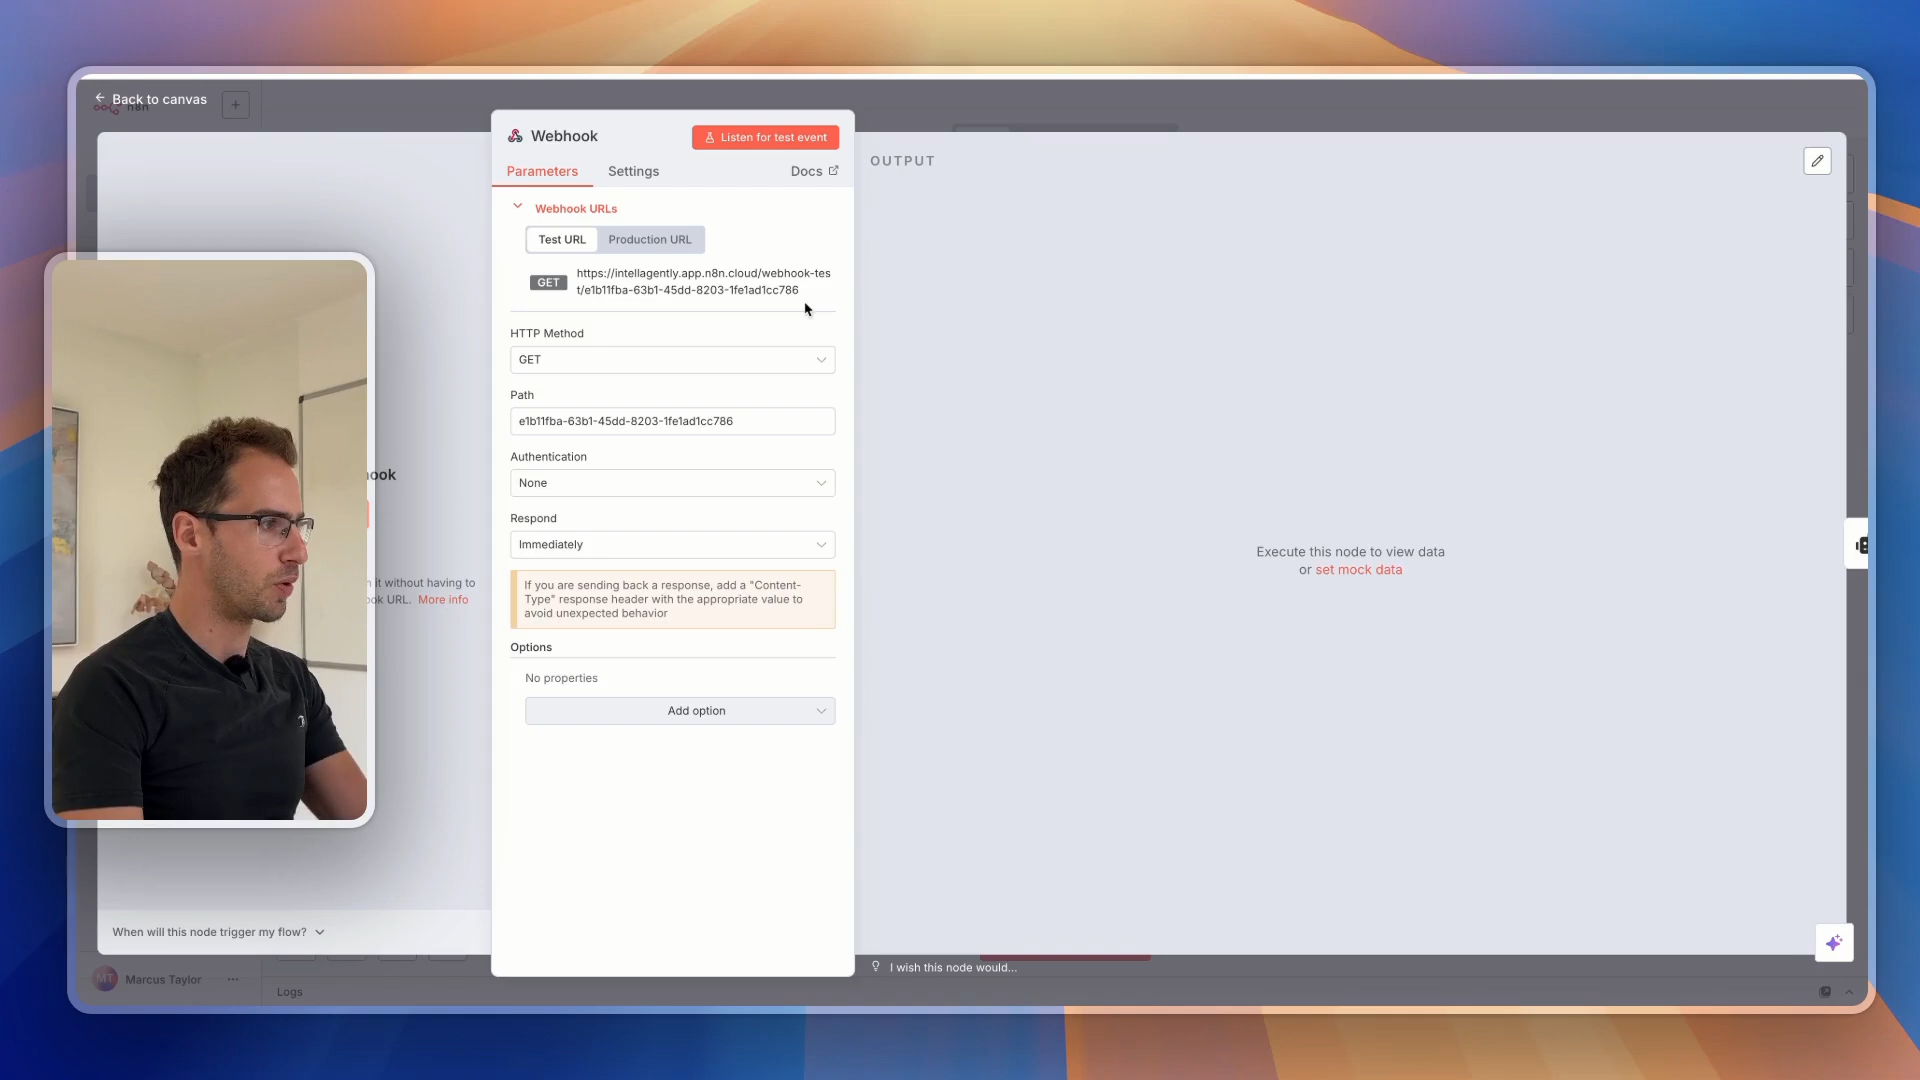 Back to canvas
n8n
Webhook
Listen for test event
Parameters
Settings
Docs
OUTPUT
Webhook URLs
Test URL
Production URL
GET
https://intellagently.app.n8n.cloud/webhook-tes
t/e1b11fba-63b1-45dd-8203-1fe1ad1cc786
HTTP Method
GET
Path
e1b11fba-63b1-45dd-8203-1fe1ad1cc786
Authentication
None
Respond
Immediately
If you are sending back a response, add a "Content-
Type" response header with the appropriate value to
avoid unexpected behavior
Options
No properties
Add option
Execute this node to view data
or set mock data
it without having to
URL. More info
When will this node trigger my flow?
MT
Marcus Taylor
I wish this node would...
Logs